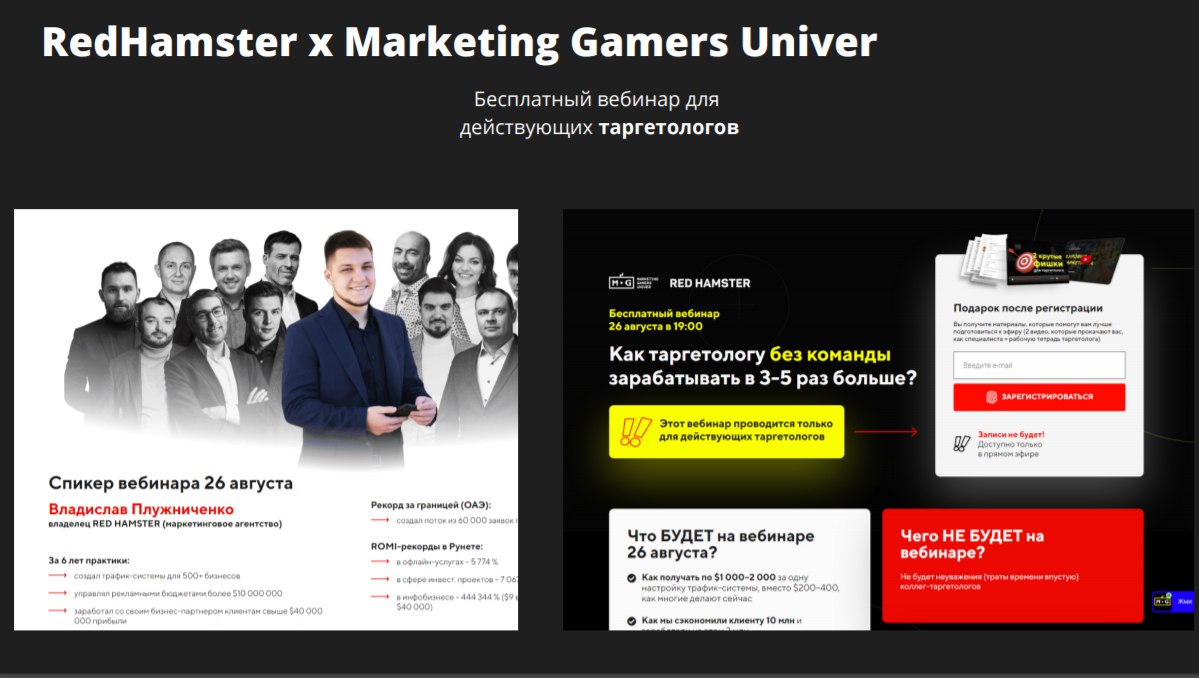 RedHamster x Marketing Gamers Univer
Бесплатный вебинар для
действующих таргетологов
Спикер вебинара 26 августа
Владислав Плужниченко
владелец RED HAMSTER (маркетинговое агентство)
За 6 лет практики:
создал трафик-системы для 500+ бизнесов
управлял рекламными бюджетами более $10 000 000
заработал со своим бизнес-партнером клиентам свыше $40 000
000 прибыли
Рекорд за границей (ОАЭ):
создал поток из 60 000 заявок
ROMI-рекорды в Рунете:
в офлайн-услугах - 5 774 %
в сфере инвест. проектов - 7 06
в инфобизнесе - 444 344 % ($9
$40 000)
M G
MARKETING
GAMERS
UNIVER
RED HAMSTER
Бесплатный вебинар
26 августа в 19:00
Как таргетологу без команды
зарабатывать в 3-5 раз больше?
Этот вебинар проводится только
для действующих таргетологов
2 крутые
фишки
Подарок после регистрации
Вы получите материалы, которые помогут вам лучше
подготовиться к эфиру (2 видео, которые прокачают вас,
как специалиста + рабочую тетрадь таргетолога)
Введите e-mail
ЗАРЕГИСТРИРОВАТЬСЯ
Записи не будет!
Доступно только
в прямом эфире
Что БУДЕТ на вебинаре
26 августа?
Как получать по $1 000-2 000 за одну
настройку трафик-системы, вместо $200-400,
как многие делают сейчас
Как мы сэкономили клиенту 10 млн и
Чего НЕ БУДЕТ на
вебинаре?
Не будет неуважения (траты времени впустую)
коллег-таргетологов
M G
Жми